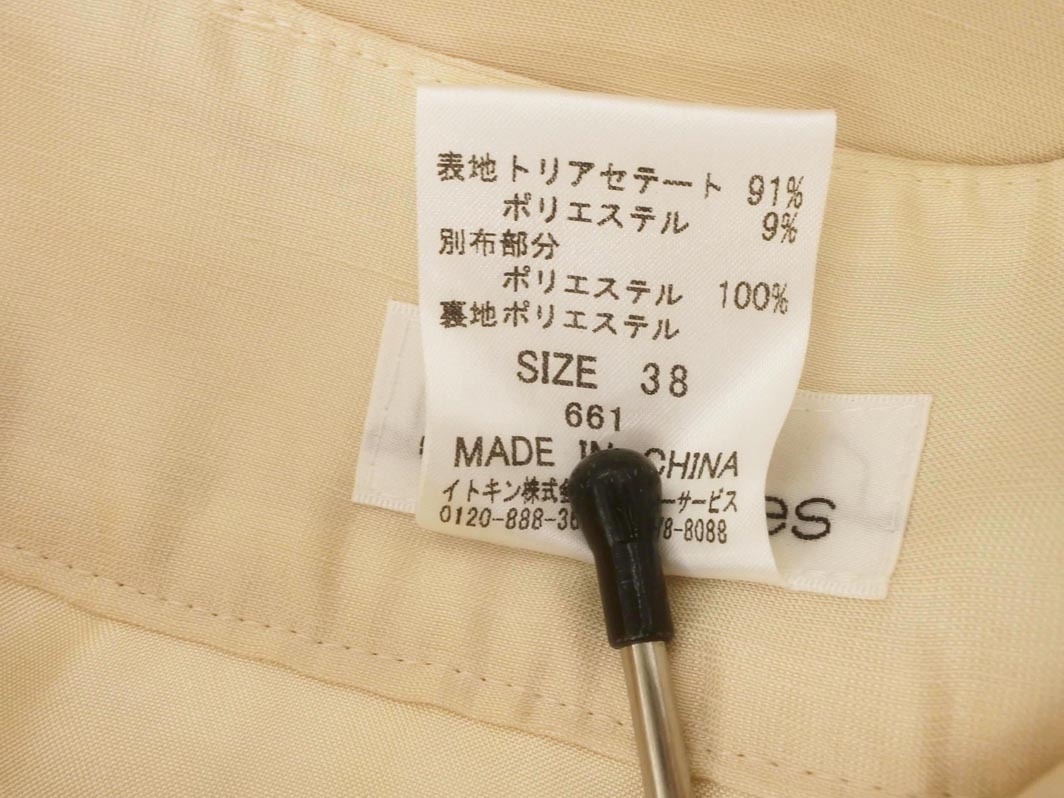 表地トリアセテート 91%
ポリエステル 9%
別布部分
ポリエステル 100%
裏地ポリエステル
SIZE 38
661
MADE IN CHINA
イトキン株式 ーサービス
0120-888-36 78-8088
es